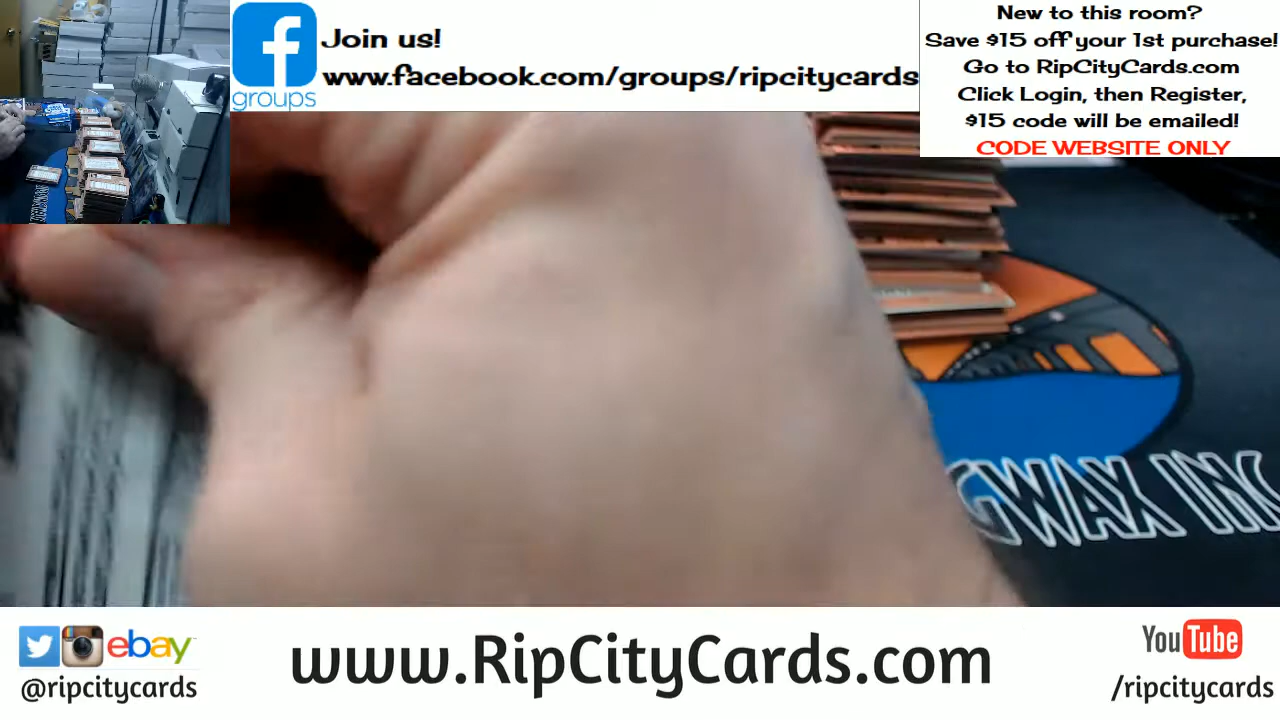 Join us!
www.facebook.com/groups/ripcitycards
groups
New to this room?
Save $15 off your 1st purchase!
Go to RipCityCards.com
Click Login, then Register,
$15 code will be emailed!
CODE WEBSITE ONLY
GWAX INC
ebay
@ripcitycards
www.RipCityCards.com
YouTube
/ripcitycards